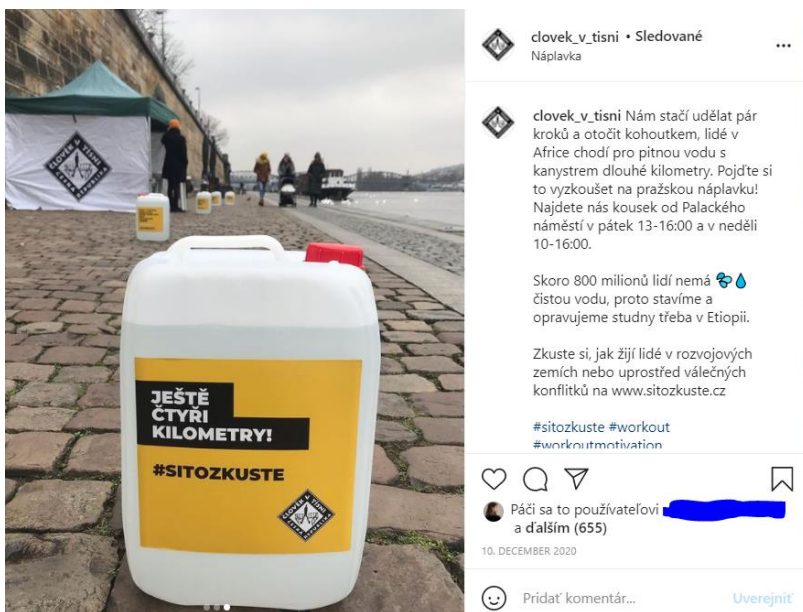 clovek_v_tisni • Sledované
Náplavka
clovek_v_tisni Nám stačí udělat pár
kroků a otočit kohoutkem, lidé v
Africe chodí pro pitnou vodu s
kanystrem dlouhé kilometry. Pojďte si
to vyzkoušet na pražskou náplavku!
Najdete nás kousek od Palackého
náměstí v pátek 13-16:00 a v neděli
10-16:00.
Skoro 800 milionů lidí nemá 💦💧
čistou vodu, proto stavíme a
opravujeme studny třeba v Etiopii.
Zkuste si, jak žijí lidé v rozvojových
zemích nebo uprostřed válečných
konfliktů na www.sitozkuste.cz
#sitozkuste #workout
#workoutmotivation
Páči sa to používateľovi
a ďalším (655)
10. DECEMBER 2020
Pridať komentár...
Uverejniť
ČLOVĚK V TÍSNI
ČESKÁ REPUBLIKA
JEŠTĚ
ČTYŘI
KILOMETRY!
#SITOZKUSTE
ČLOVĚK V TÍSNI
ČESKÁ REPUBLIKA